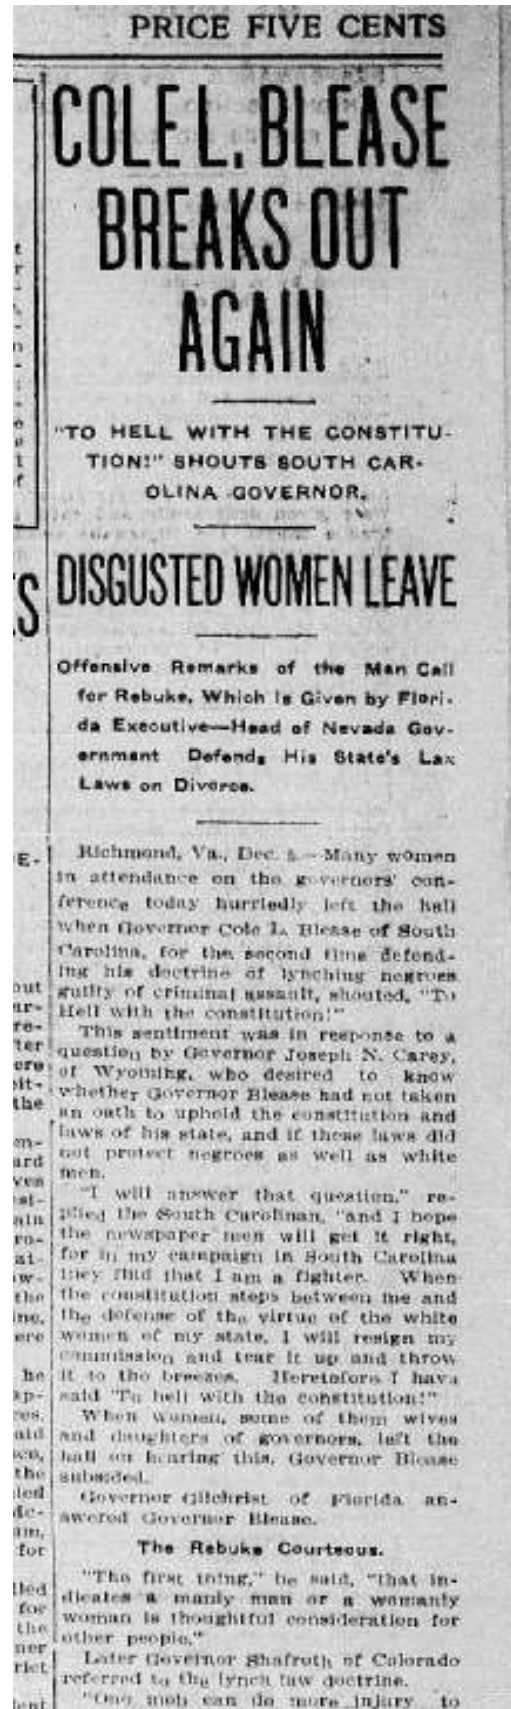 PRICE FIVE CENTS
COLE L. BLEASE
BREAKS OUT
AGAIN
"TO HELL WITH THE CONSTITU-
TION!" SHOUTS SOUTH CAR-
OLINA GOVERNOR.
DISGUSTED WOMEN LEAVE
Offensive Remarks of the Man Call
for Rebuke, Which Is Given by Flori-
da Executive—Head of Nevada Gov-
ernment Defends His State's Lax
Laws on Divorce.
Richmond, Va., Dec. — Many women
in attendance on the governors' con-
ference today hurriedly left the hall
when Governor Cole L. Blease of South
Carolina, for the second time defend-
ing his doctrine of lynching negroes
guilty of criminal assault, shouted, "To
Hell with the constitution!"
This sentiment was in response to a
question by Governor Joseph N. Carey,
of Wyoming, who desired to know
whether Governor Blease had not taken
an oath to uphold the constitution and
laws of his state, and if these laws did
not protect negroes as well as white
men.
"I will answer that question," re-
plied the South Carolinan, "and I hope
the newspaper men will get it right,
for in my campaign in South Carolina
they find that I am a fighter. When
the constitution steps between me and
the defense of the virtue of the white
women of my state, I will resign my
commission and tear it up and throw
it to the breezes. Heretofore I have
said 'To hell with the constitution!"
When women, some of them wives
and daughters of governors, left the
hall on hearing this, Governor Blease
subsided.
Governor Gilchrist of Florida an-
swered Governor Blease.
The Rebuke Courteous.
"The first thing," he said, "that in-
dicates a manly man or a womanly
woman is thoughtful consideration for
other people."
Later Governor Shafroth of Colorado
referred to the lynch law doctrine.
"One mob can do more injury to